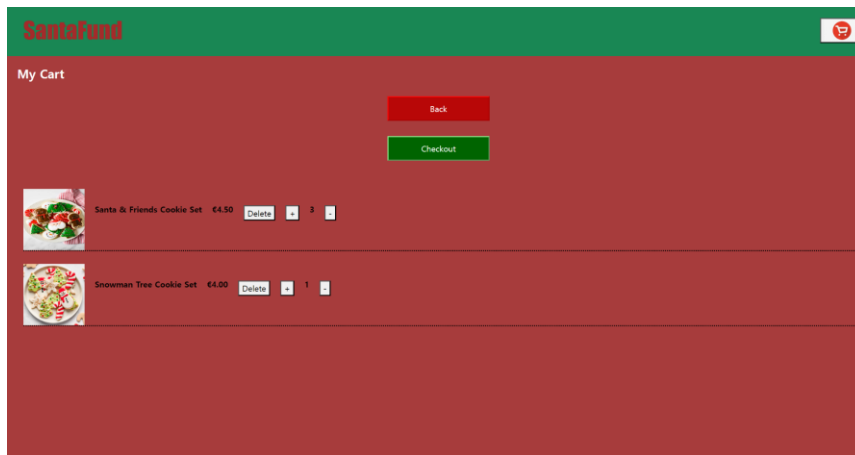 SantaFund
My Cart
Back
Checkout
Santa & Friends Cookie Set €4.50 Delete + 3 -
Snowman Tree Cookie Set €4.00 Delete + 1 -